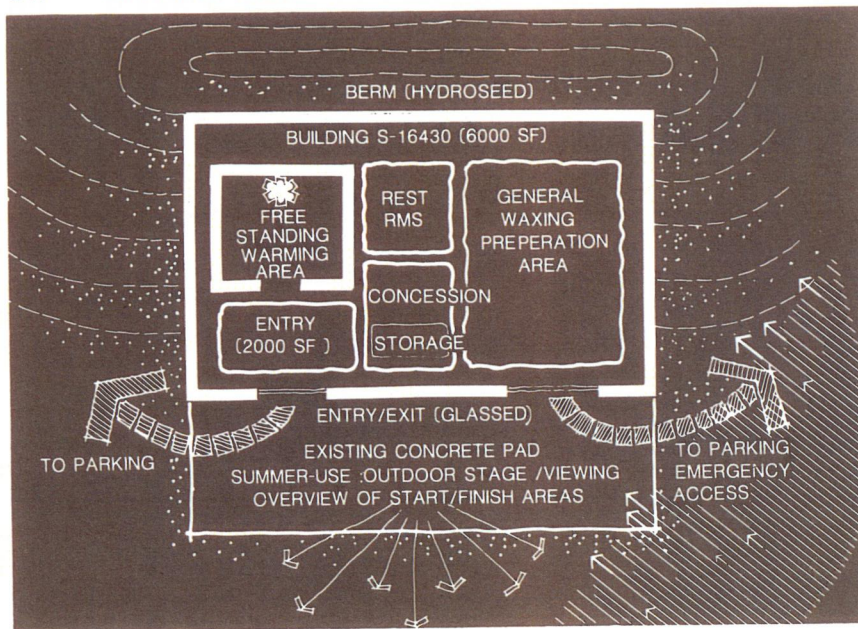 BERM (HYDROSEED)
BUILDING S-16430 (6000 SF)
FREE
STANDING
WARMING
AREA
REST
RMS
GENERAL
WAXING
PREPERATION
AREA
CONCESSION
STORAGE
ENTRY
(2000 SF )
ENTRY/EXIT (GLASSED)
TO PARKING
EXISTING CONCRETE PAD
SUMMER-USE :OUTDOOR STAGE /VIEWING
OVERVIEW OF START/FINISH AREAS
TO PARKING
EMERGENCY
ACCESS